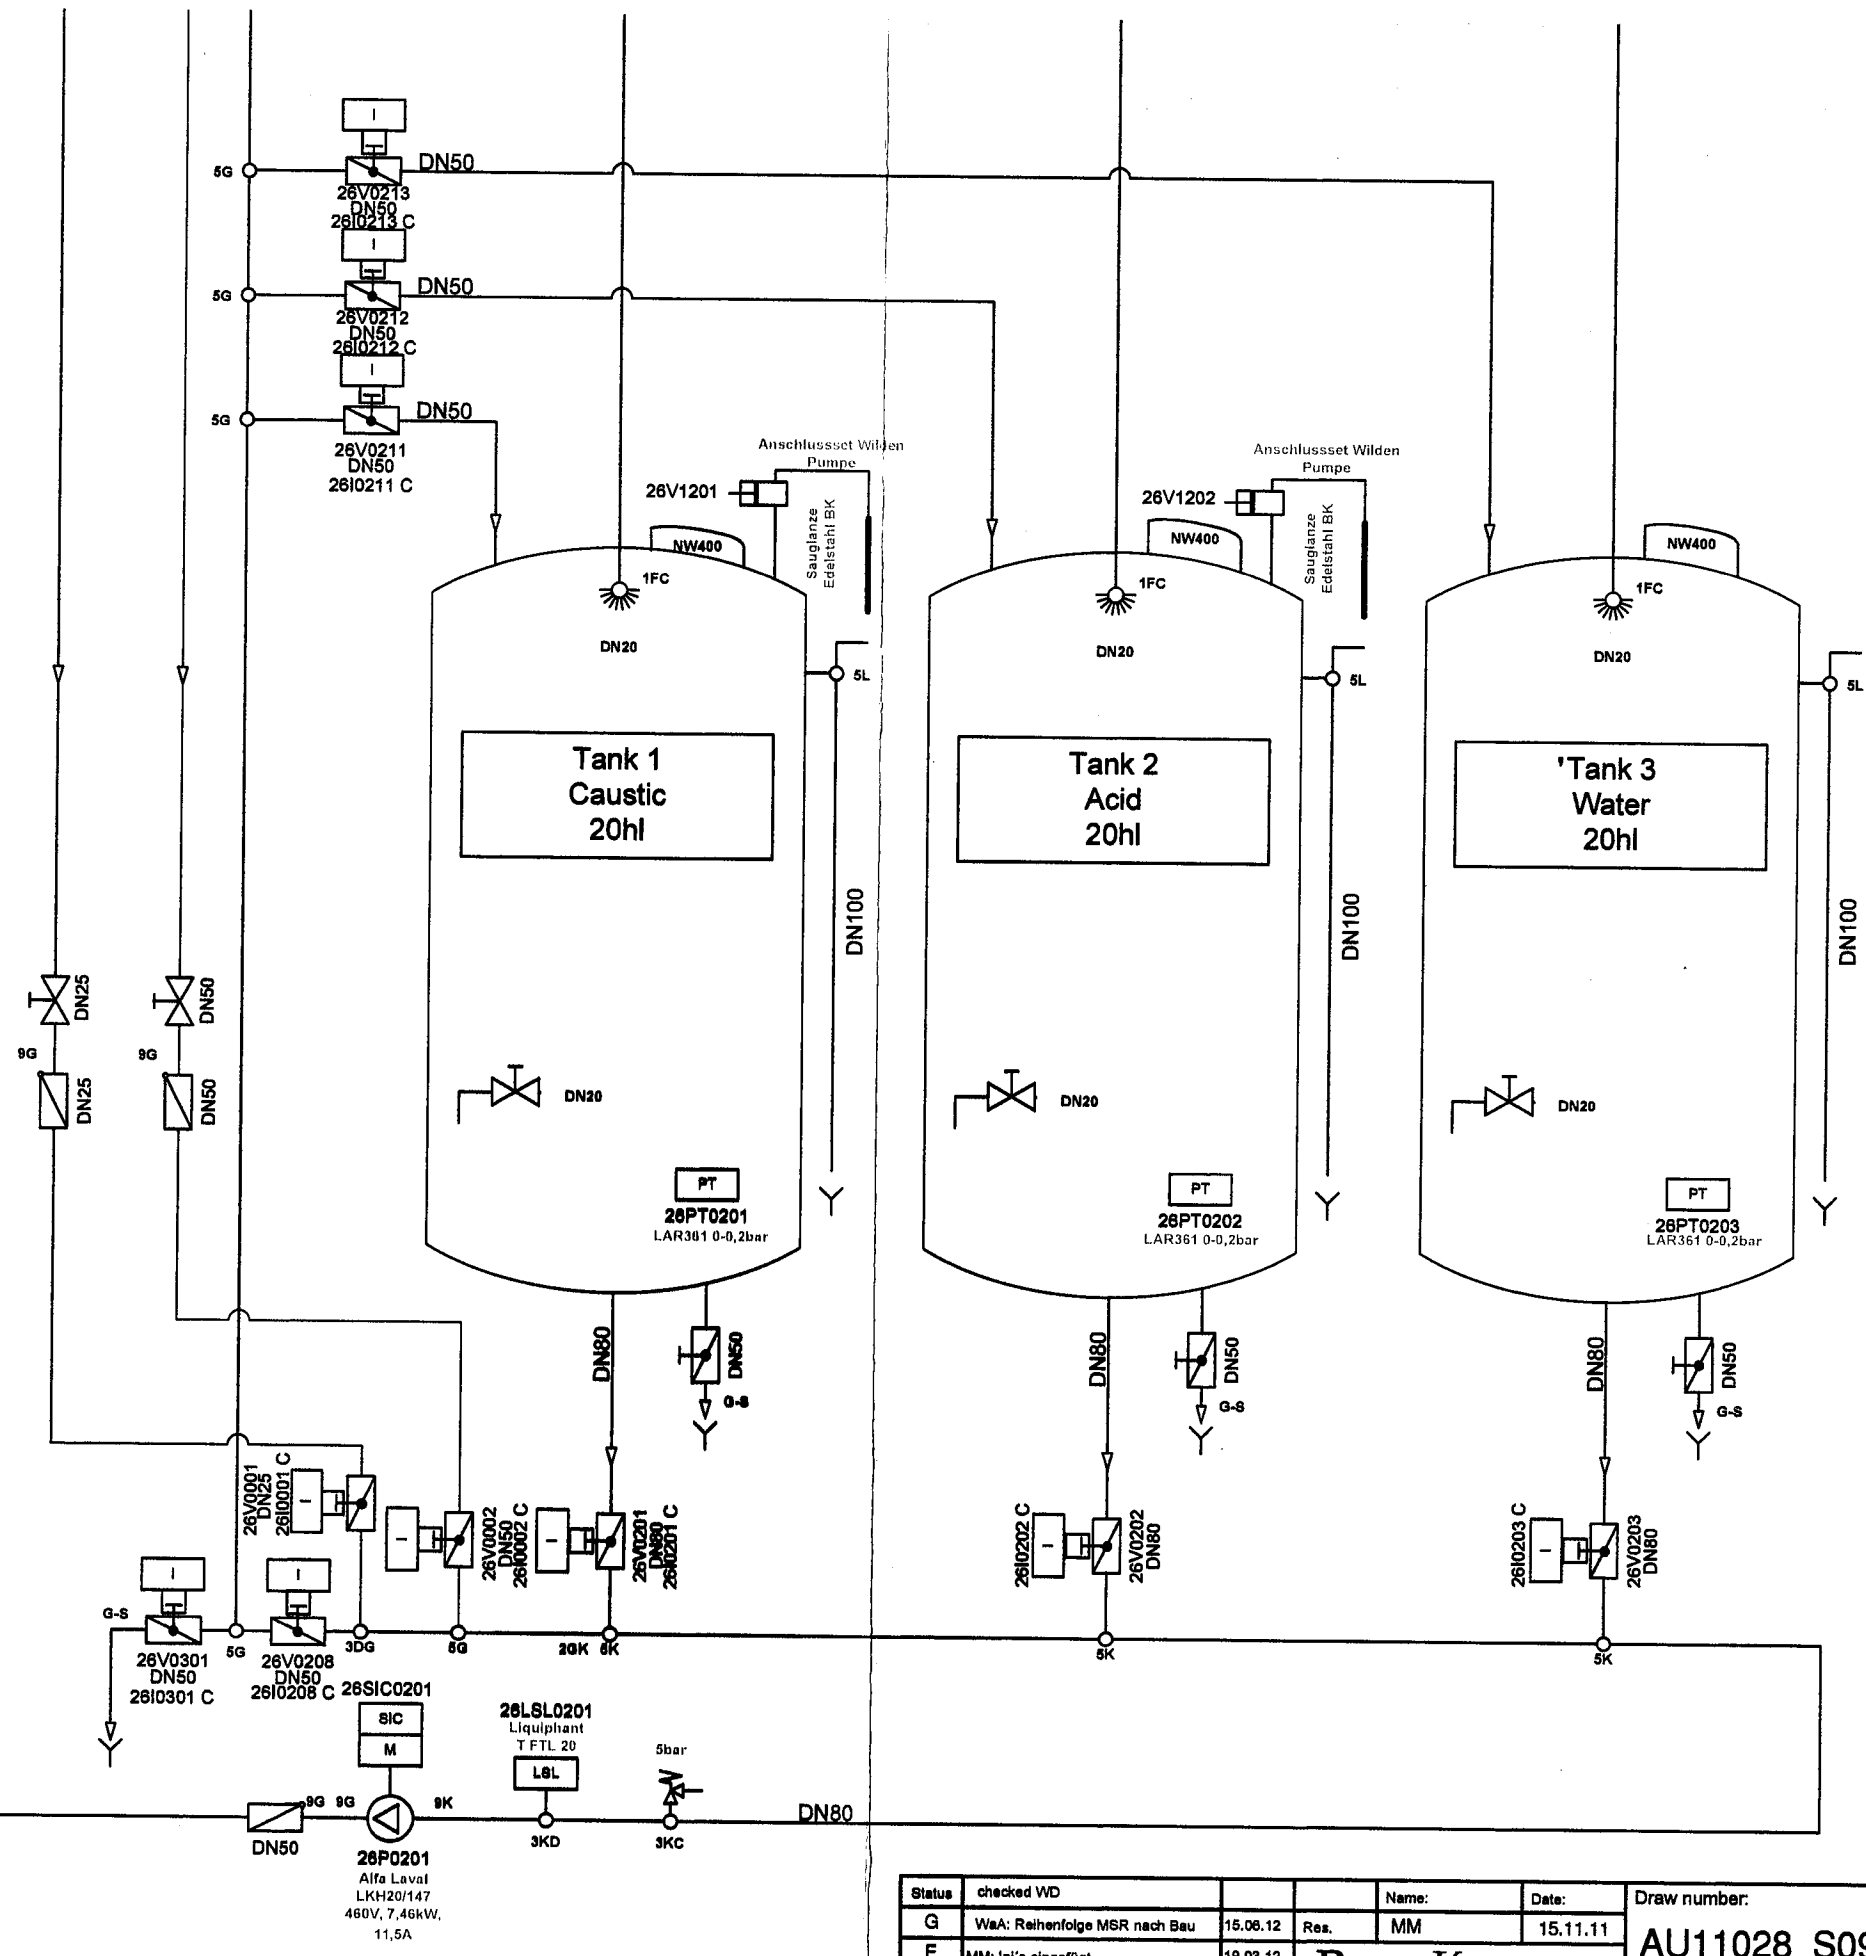 5G
DN50
26V0213
DN50
26I0213 C
5G
DN50
26V0212
DN50
26I0212 C
5G
DN50
26V0211
DN50
26I0211 C
Anschlussset Wilden
Pumpe
26V1201
Sauglanze
Edelstahl BK
NW400
1FC
DN20
5L
Anschlussset Wilden
Pumpe
26V1202
Sauglanze
Edelstahl BK
NW400
1FC
DN20
5L
NW400
1FC
DN20
5L
Tank 1
Caustic
20hl
Tank 2
Acid
20hl
'Tank 3
Water
20hl
DN100
DN100
DN100
DN25
DN50
9G
9G
DN25
DN50
DN20
DN20
DN20
PT
26PT0201
LAR361 0-0,2bar
PT
26PT0202
LAR361 0-0,2bar
PT
26PT0203
LAR361 0-0,2bar
DN80
DN50
G-S
DN80
DN50
G-S
DN80
DN50
G-S
26V0001
DN25
26I0001 C
26V0002
DN50
26I0002 C
26V0201
DN80
26I0201 C
26I0202 C
26V0202
DN80
26I0203 C
26V0203
DN80
G-S
26V0301
DN50
26I0301 C
5G
26V0208
DN50
26I0208 C
3DG
5G
2GK
5K
5K
26SIC0201
SIC
M
26LSL0201
Liquiphant
T FTL 20
LSL
5bar
9G
9G
9K
DN50
3KD
3KC
DN80
26P0201
Alfa Laval
LKH20/147
460V, 7,46kW,
11,5A
Status
checked WD
Name:
Date:
Draw number:
G
WaA: Reihenfolge MSR nach Bau
15.06.12
Res.
MM
15.11.11
AU11028_S09